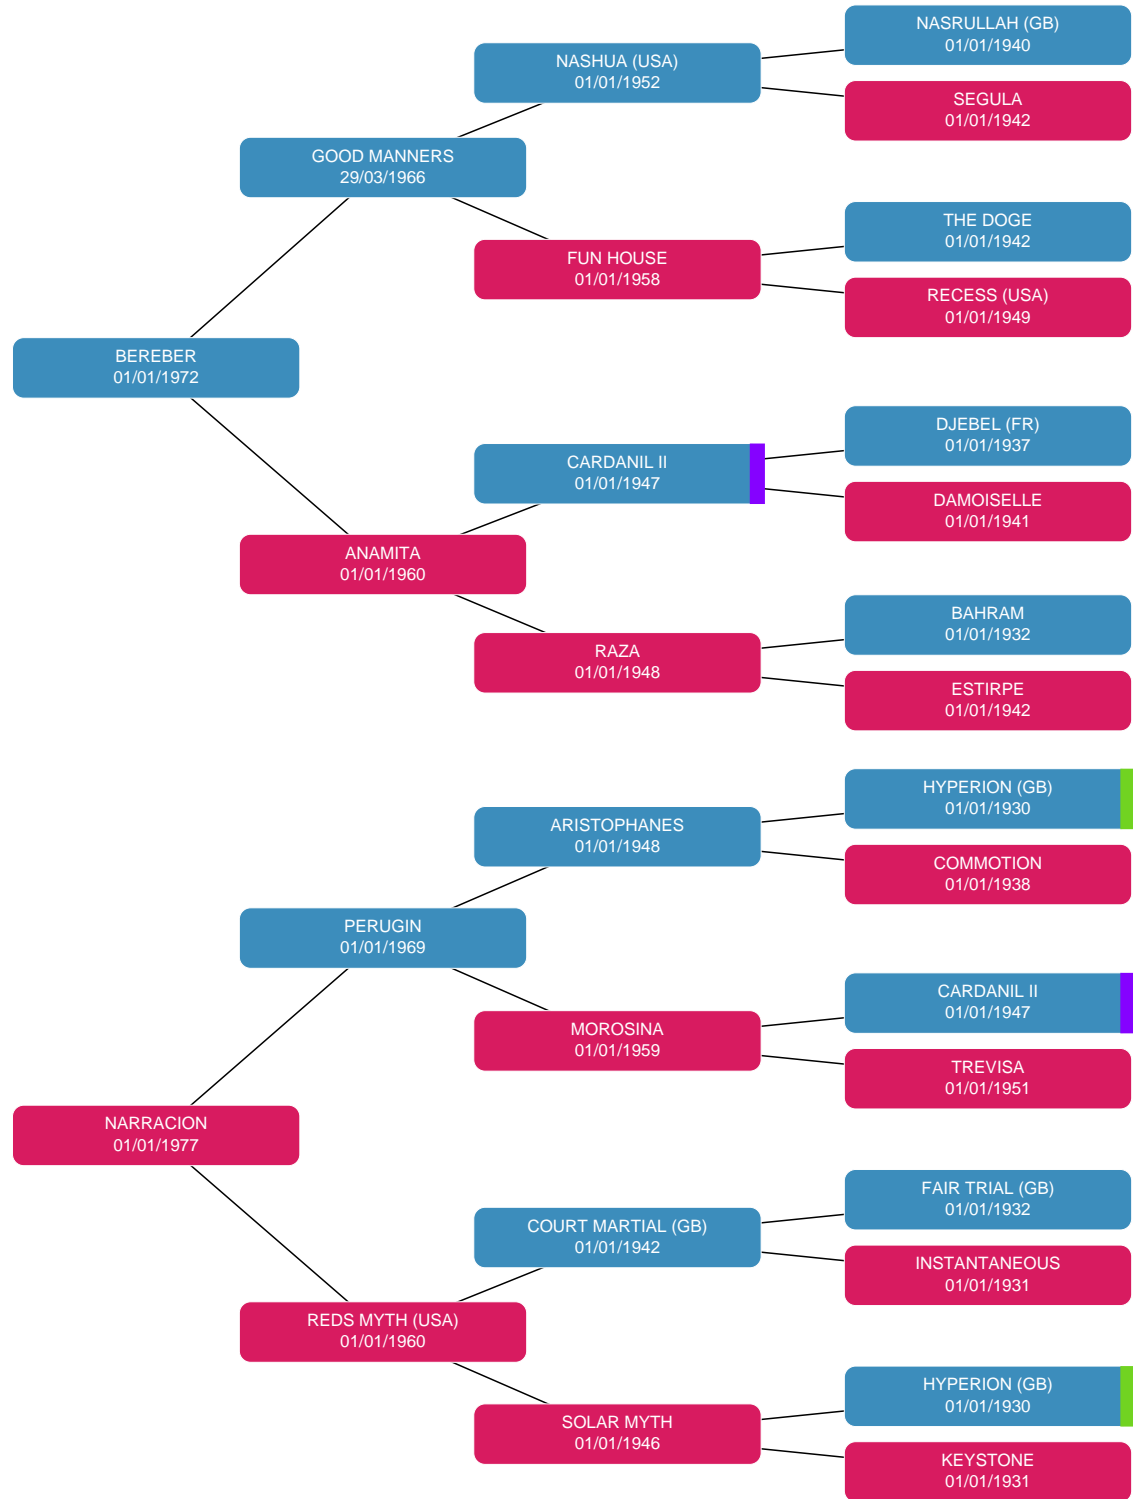 NASRULLAH (GB)
01/01/1940
NASHUA (USA)
01/01/1952
SEGULA
01/01/1942
GOOD MANNERS
29/03/1966
THE DOGE
01/01/1942
FUN HOUSE
01/01/1958
RECESS (USA)
01/01/1949
BEREBER
01/01/1972
DJEBEL (FR)
01/01/1937
CARDANIL II
01/01/1947
DAMOISELLE
01/01/1941
ANAMITA
01/01/1960
BAHRAM
01/01/1932
RAZA
01/01/1948
ESTIRPE
01/01/1942
HYPERION (GB)
01/01/1930
ARISTOPHANES
01/01/1948
COMMOTION
01/01/1938
PERUGIN
01/01/1969
CARDANIL II
01/01/1947
MOROSINA
01/01/1959
TREVISA
01/01/1951
NARRACION
01/01/1977
FAIR TRIAL (GB)
01/01/1932
COURT MARTIAL (GB)
01/01/1942
INSTANTANEOUS
01/01/1931
REDS MYTH (USA)
01/01/1960
HYPERION (GB)
01/01/1930
SOLAR MYTH
01/01/1946
KEYSTONE
01/01/1931